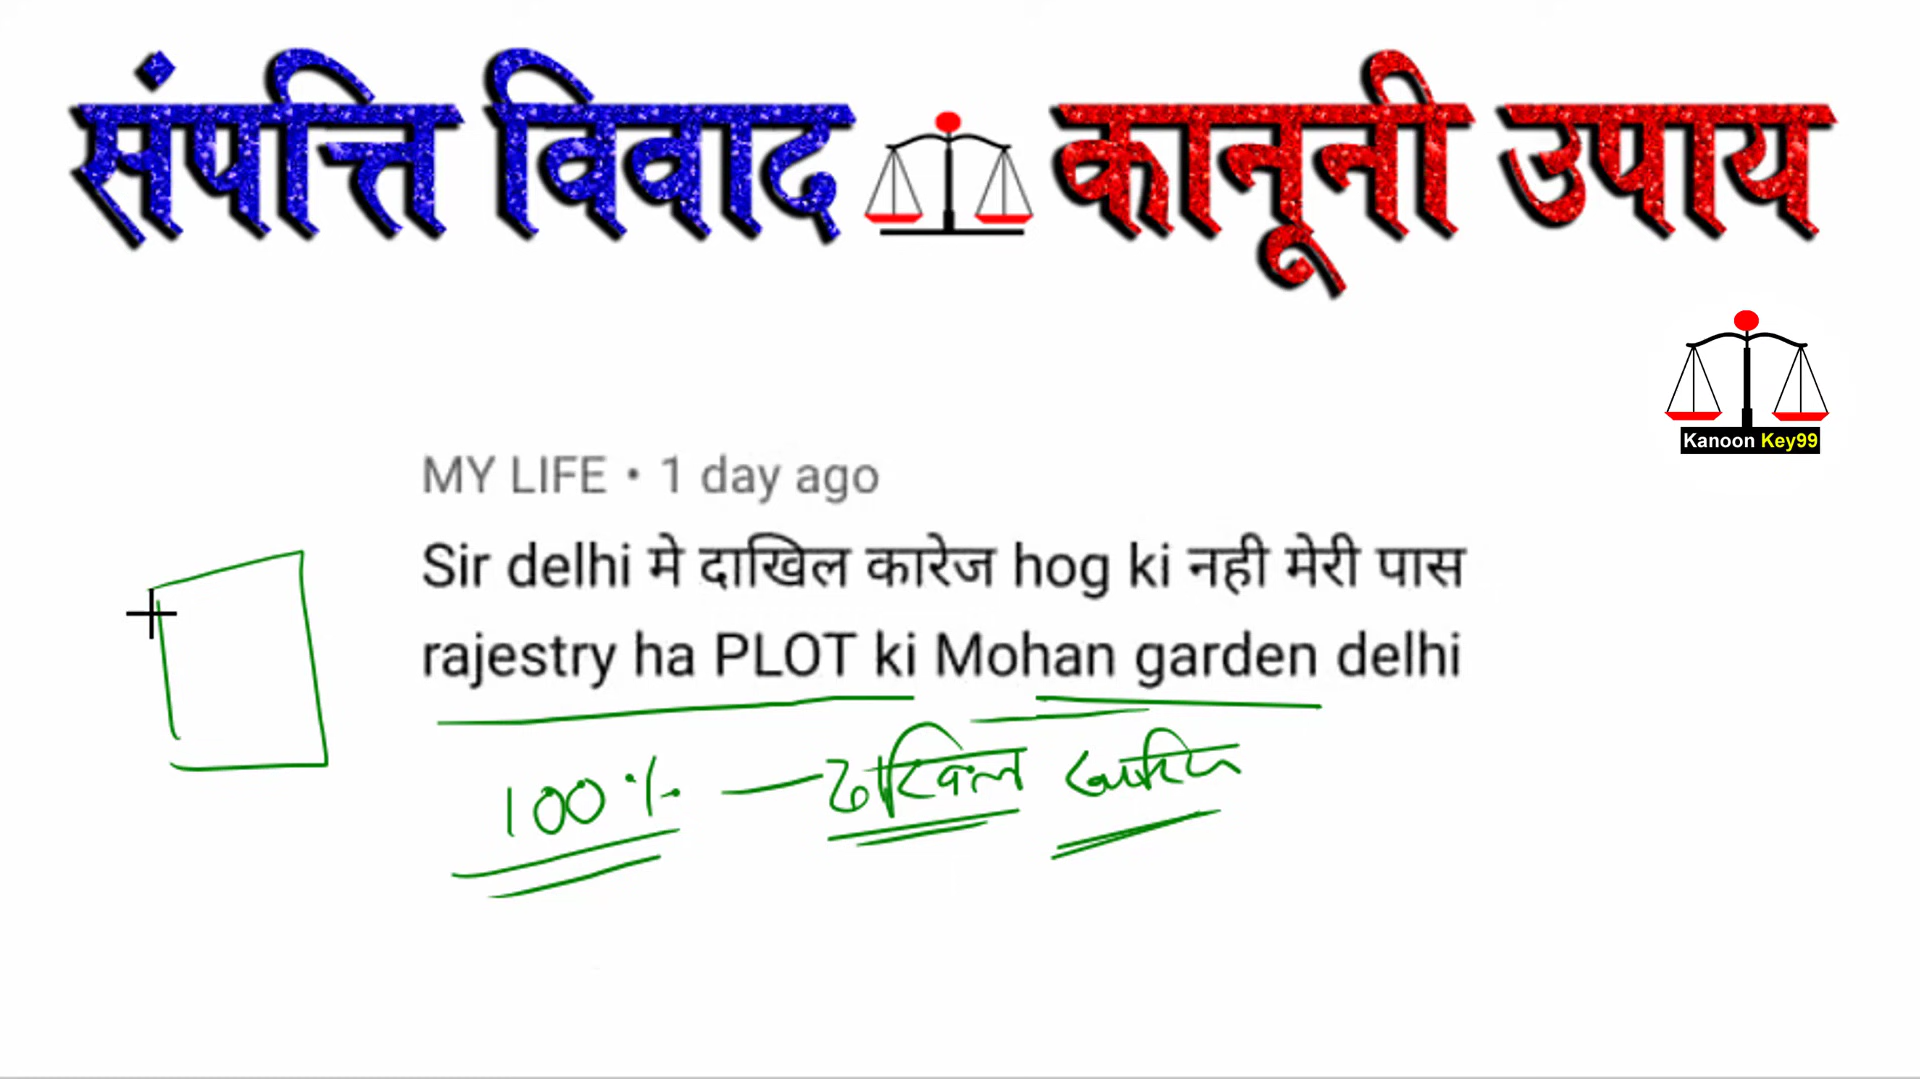 संपत्ति विवाद कानूनी उपाय
Kanoon Key99
MY LIFE • 1 day ago
Sir delhi मे दाखिल कारेज hog ki नही मेरी पास
rajestry ha PLOT ki Mohan garden delhi
100% — दाखिल